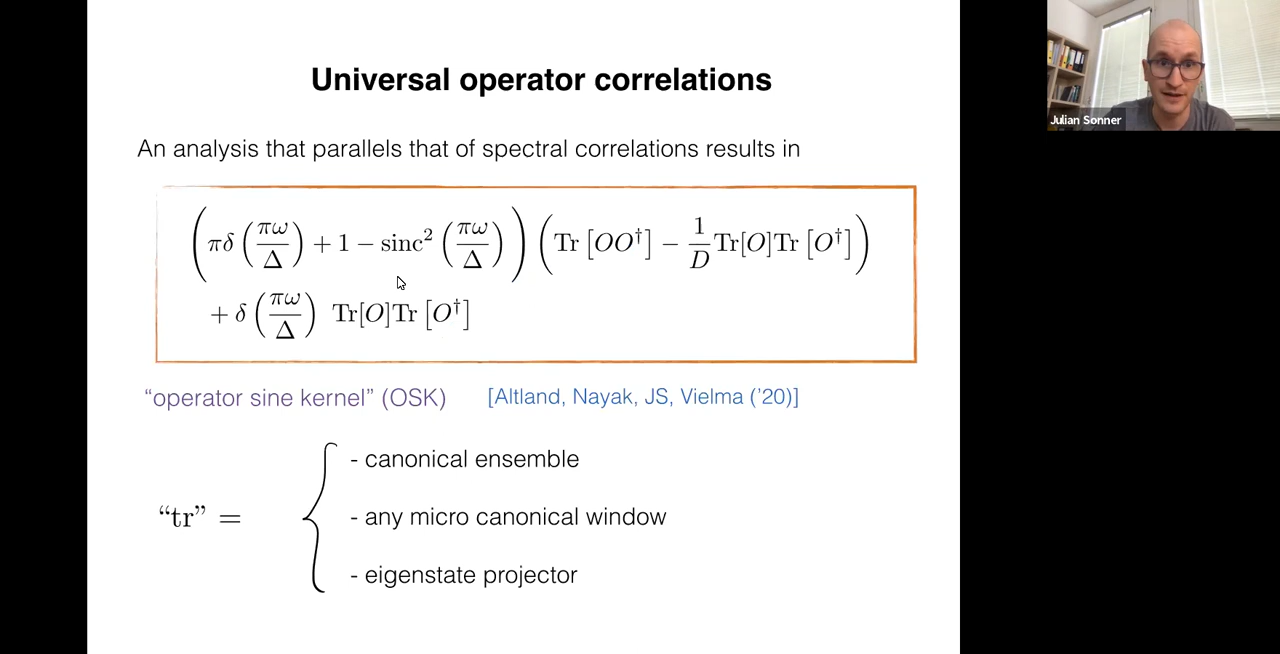 Universal operator correlations
Julian Sonner
An analysis that parallels that of spectral correlations results in
(πδ(πω/Δ) + 1 − sinc²(πω/Δ)) (Tr [OO†] − 1/D Tr[O]Tr [O†])
+ δ(πω/Δ) Tr[O]Tr [O†]
“operator sine kernel” (OSK) [Altland, Nayak, JS, Vielma (’20)]
- canonical ensemble
“tr” = { - any micro canonical window
- eigenstate projector